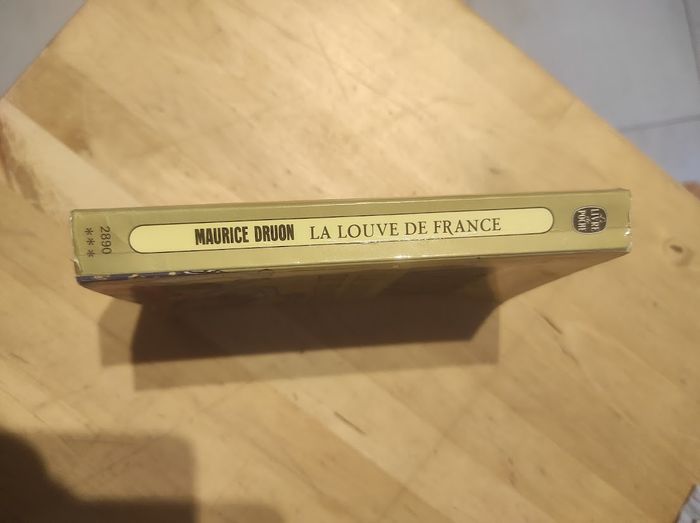 MAURICE DRUON LA LOUVE DE FRANCE
2890
***
LE LIVRE
DE
POCHE